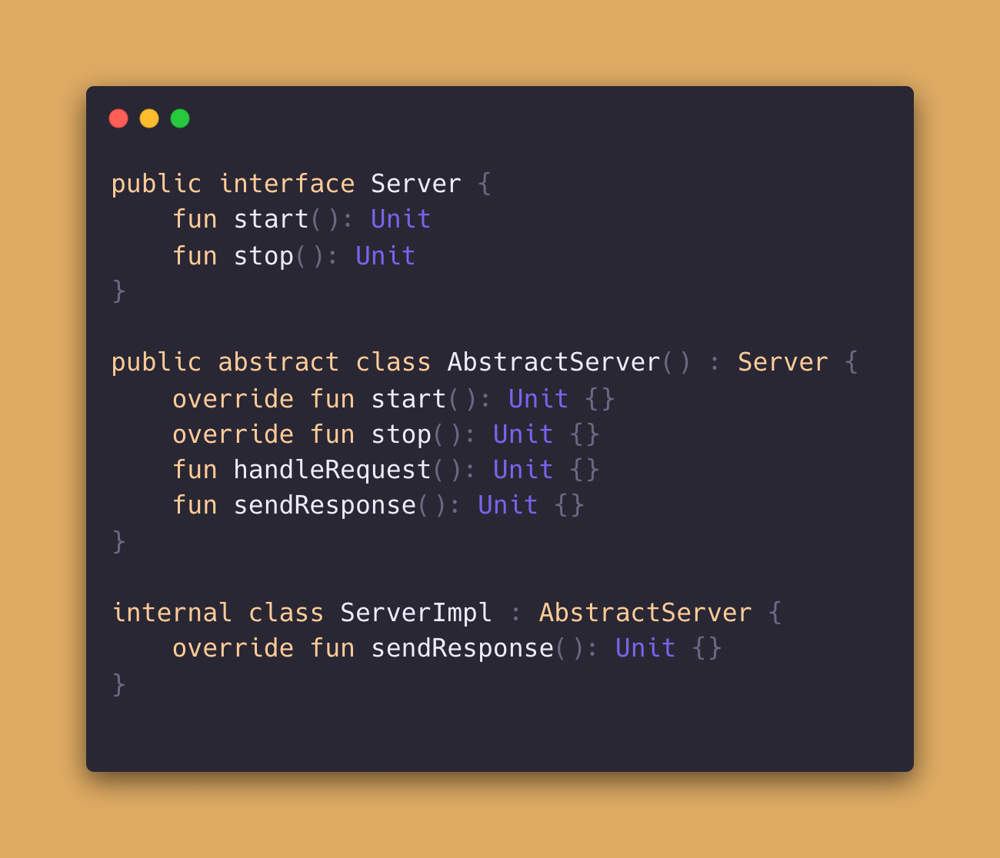 public interface Server {
    fun start(): Unit
    fun stop(): Unit
}

public abstract class AbstractServer() : Server {
    override fun start(): Unit {}
    override fun stop(): Unit {}
    fun handleRequest(): Unit {}
    fun sendResponse(): Unit {}
}

internal class ServerImpl : AbstractServer {
    override fun sendResponse(): Unit {}
}